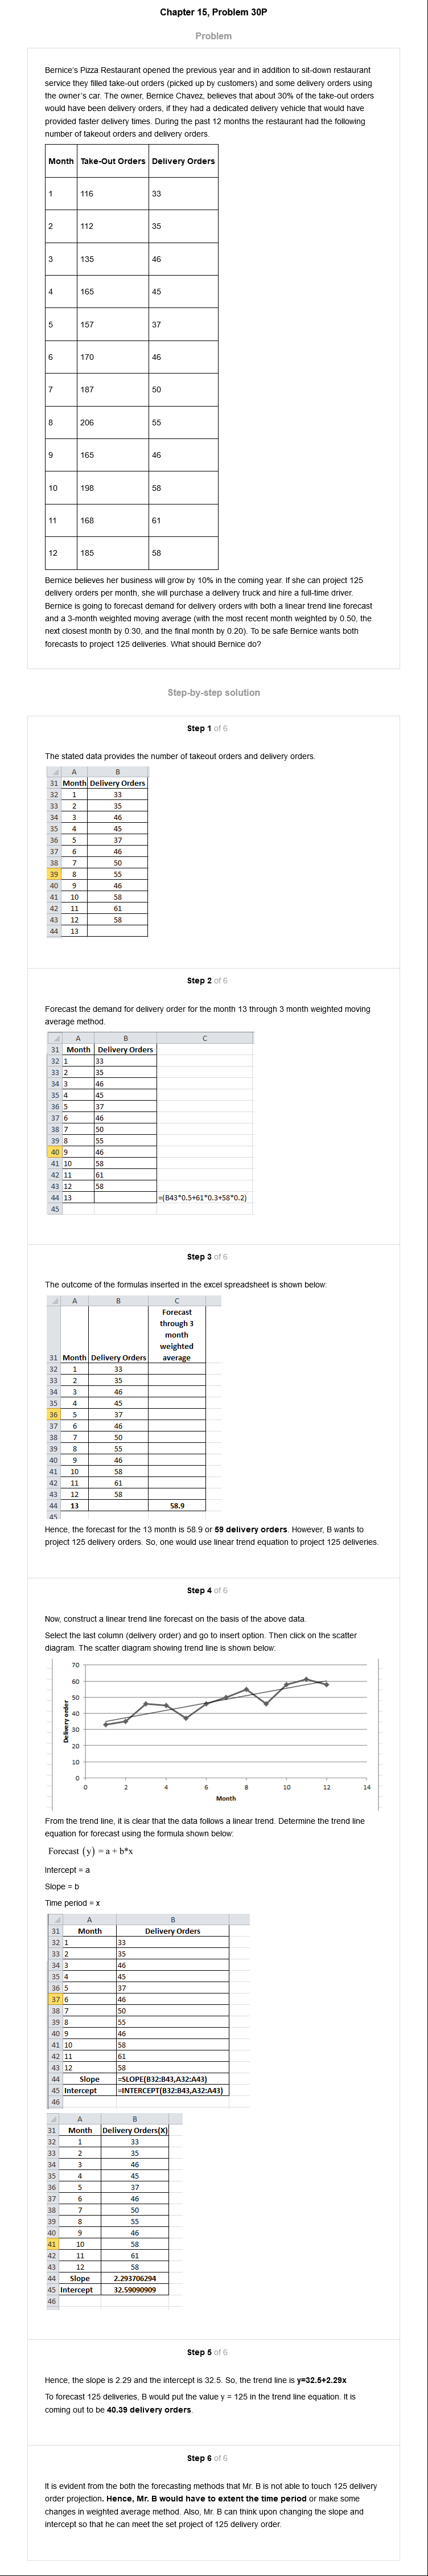 Chapter 15, Problem 30P
Problem
Bernice's Pizza Restaurant opened the previous year and in addition to sit-down restaurant
service they filled take-out orders (picked up by customers) and some delivery orders using
the owner's car. The owner, Bernice Chavez, believes that about 30% of the take-out orders
would have been delivery orders, if they had a dedicated delivery vehicle that would have
provided faster delivery times. During the past 12 months the restaurant had the following
number of takeout orders and delivery orders.
Month Take-Out Orders Delivery Orders
1 116 33
2 112 35
3 135 46
4 165 45
5 157 37
6 170 46
7 187 50
8 206 55
9 165 46
10 198 58
11 168 61
12 185 58
Bernice believes her business will grow by 10% in the coming year. If she can project 125
delivery orders per month, she will purchase a delivery truck and hire a full-time driver.
Bernice is going to forecast demand for delivery orders with both a linear trend line forecast
and a 3-month weighted moving average (with the most recent month weighted by 0.50, the
next closest month by 0.30, and the final month by 0.20). To be safe Bernice wants both
forecasts to project 125 deliveries. What should Bernice do?
Step-by-step solution
Step 1 of 6
The stated data provides the number of takeout orders and delivery orders.
A B
31 Month Delivery Orders
32 1 33
33 2 35
34 3 46
35 4 45
36 5 37
37 6 46
38 7 50
39 8 55
40 9 46
41 10 58
42 11 61
43 12 58
44 13
Step 2 of 6
Forecast the demand for delivery order for the month 13 through 3 month weighted moving
average method.
A B C
31 Month Delivery Orders
32 1 33
33 2 35
34 3 46
35 4 45
36 5 37
37 6 46
38 7 50
39 8 55
40 9 46
41 10 58
42 11 61
43 12 58
44 13 =(B43*0.5+61*0.3+58*0.2)
45
Step 3 of 6
The outcome of the formulas inserted in the excel spreadsheet is shown below:
A B C
Forecast
through 3
month
weighted
31 Month Delivery Orders average
32 1 33
33 2 35
34 3 46
35 4 45
36 5 37
37 6 46
38 7 50
39 8 55
40 9 46
41 10 58
42 11 61
43 12 58
44 13 58.9
45
Hence, the forecast for the 13 month is 58.9 or 59 delivery orders. However, B wants to
project 125 delivery orders. So, one would use linear trend equation to project 125 deliveries.
Step 4 of 6
Now, construct a linear trend line forecast on the basis of the above data.
Select the last column (delivery order) and go to insert option. Then click on the scatter
diagram. The scatter diagram showing trend line is shown below:
70
60
50
40
30
20
10
0
Delivery order
0 2 4 6 8 10 12 14
Month
From the trend line, it is clear that the data follows a linear trend. Determine the trend line
equation for forecast using the formula shown below:
Forecast (y) = a + b*x
Intercept = a
Slope = b
Time period = x
A B
31 Month Delivery Orders
32 1 33
33 2 35
34 3 46
35 4 45
36 5 37
37 6 46
38 7 50
39 8 55
40 9 46
41 10 58
42 11 61
43 12 58
44 Slope =SLOPE(B32:B43,A32:A43)
45 Intercept =INTERCEPT(B32:B43,A32:A43)
46
A B
31 Month Delivery Orders(X)
32 1 33
33 2 35
34 3 46
35 4 45
36 5 37
37 6 46
38 7 50
39 8 55
40 9 46
41 10 58
42 11 61
43 12 58
44 Slope 2.293706294
45 Intercept 32.59090909
46
Step 5 of 6
Hence, the slope is 2.29 and the intercept is 32.5. So, the trend line is y=32.5+2.29x
To forecast 125 deliveries, B would put the value y = 125 in the trend line equation. It is
coming out to be 40.39 delivery orders.
Step 6 of 6
It is evident from the both the forecasting methods that Mr. B is not able to touch 125 delivery
order projection. Hence, Mr. B would have to extent the time period or make some
changes in weighted average method. Also, Mr. B can think upon changing the slope and
intercept so that he can meet the set project of 125 delivery order.